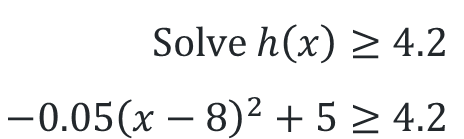 Solve h(x) ≥ 4.2
−0.05(x − 8)² + 5 ≥ 4.2